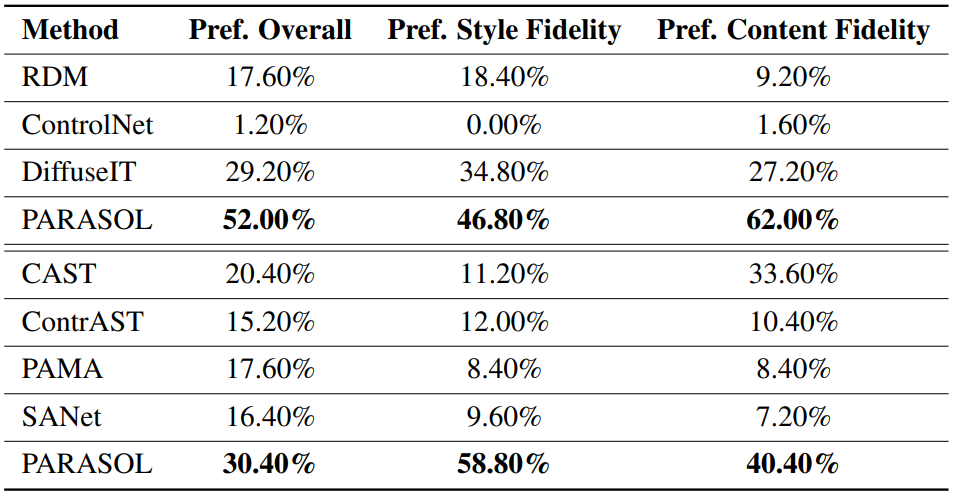 Method Pref. Overall Pref. Style Fidelity Pref. Content Fidelity
RDM 17.60% 18.40% 9.20%
ControlNet 1.20% 0.00% 1.60%
DiffuseIT 29.20% 34.80% 27.20%
PARASOL 52.00% 46.80% 62.00%
CAST 20.40% 11.20% 33.60%
ContrAST 15.20% 12.00% 10.40%
PAMA 17.60% 8.40% 8.40%
SANet 16.40% 9.60% 7.20%
PARASOL 30.40% 58.80% 40.40%